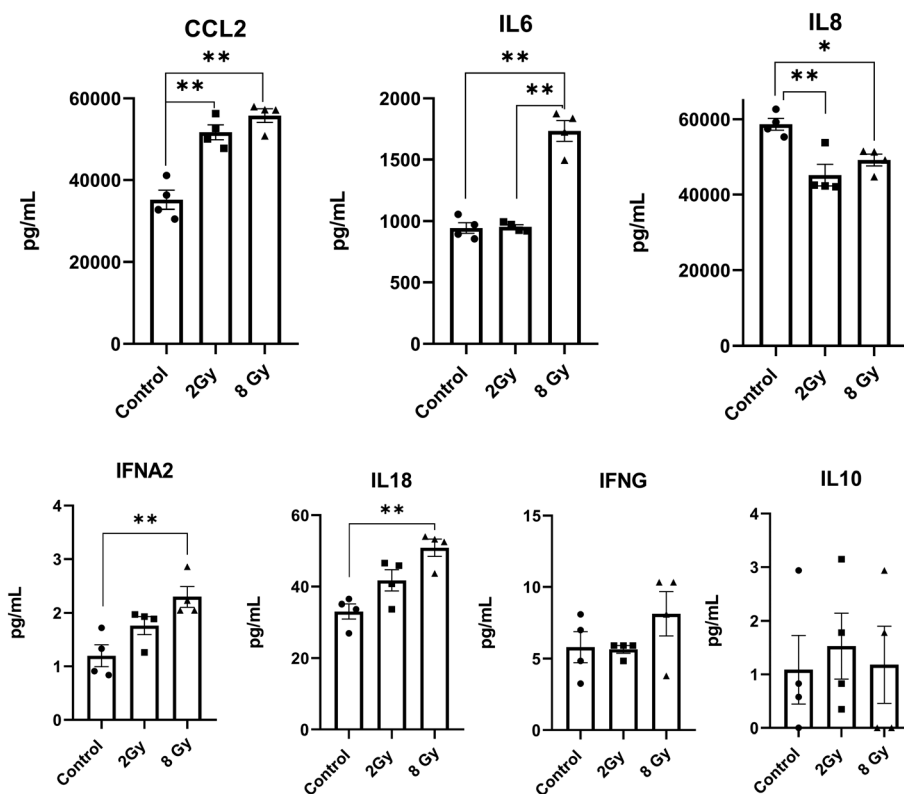 CCL2
**
**
pg/mL
60000
40000
20000
0
Control
2Gy
8 Gy
IL6
**
**
pg/mL
2000
1500
1000
500
0
Control
2Gy
8 Gy
IL8
*
**
pg/mL
60000
40000
20000
0
Control
2Gy
8 Gy
IFNA2
**
pg/mL
4
3
2
1
0
Control
2Gy
8 Gy
IL18
**
pg/mL
60
40
20
0
Control
2Gy
8 Gy
IFNG
pg/mL
15
10
5
0
Control
2Gy
8 Gy
IL10
pg/mL
4
3
2
1
0
Control
2Gy
8 Gy